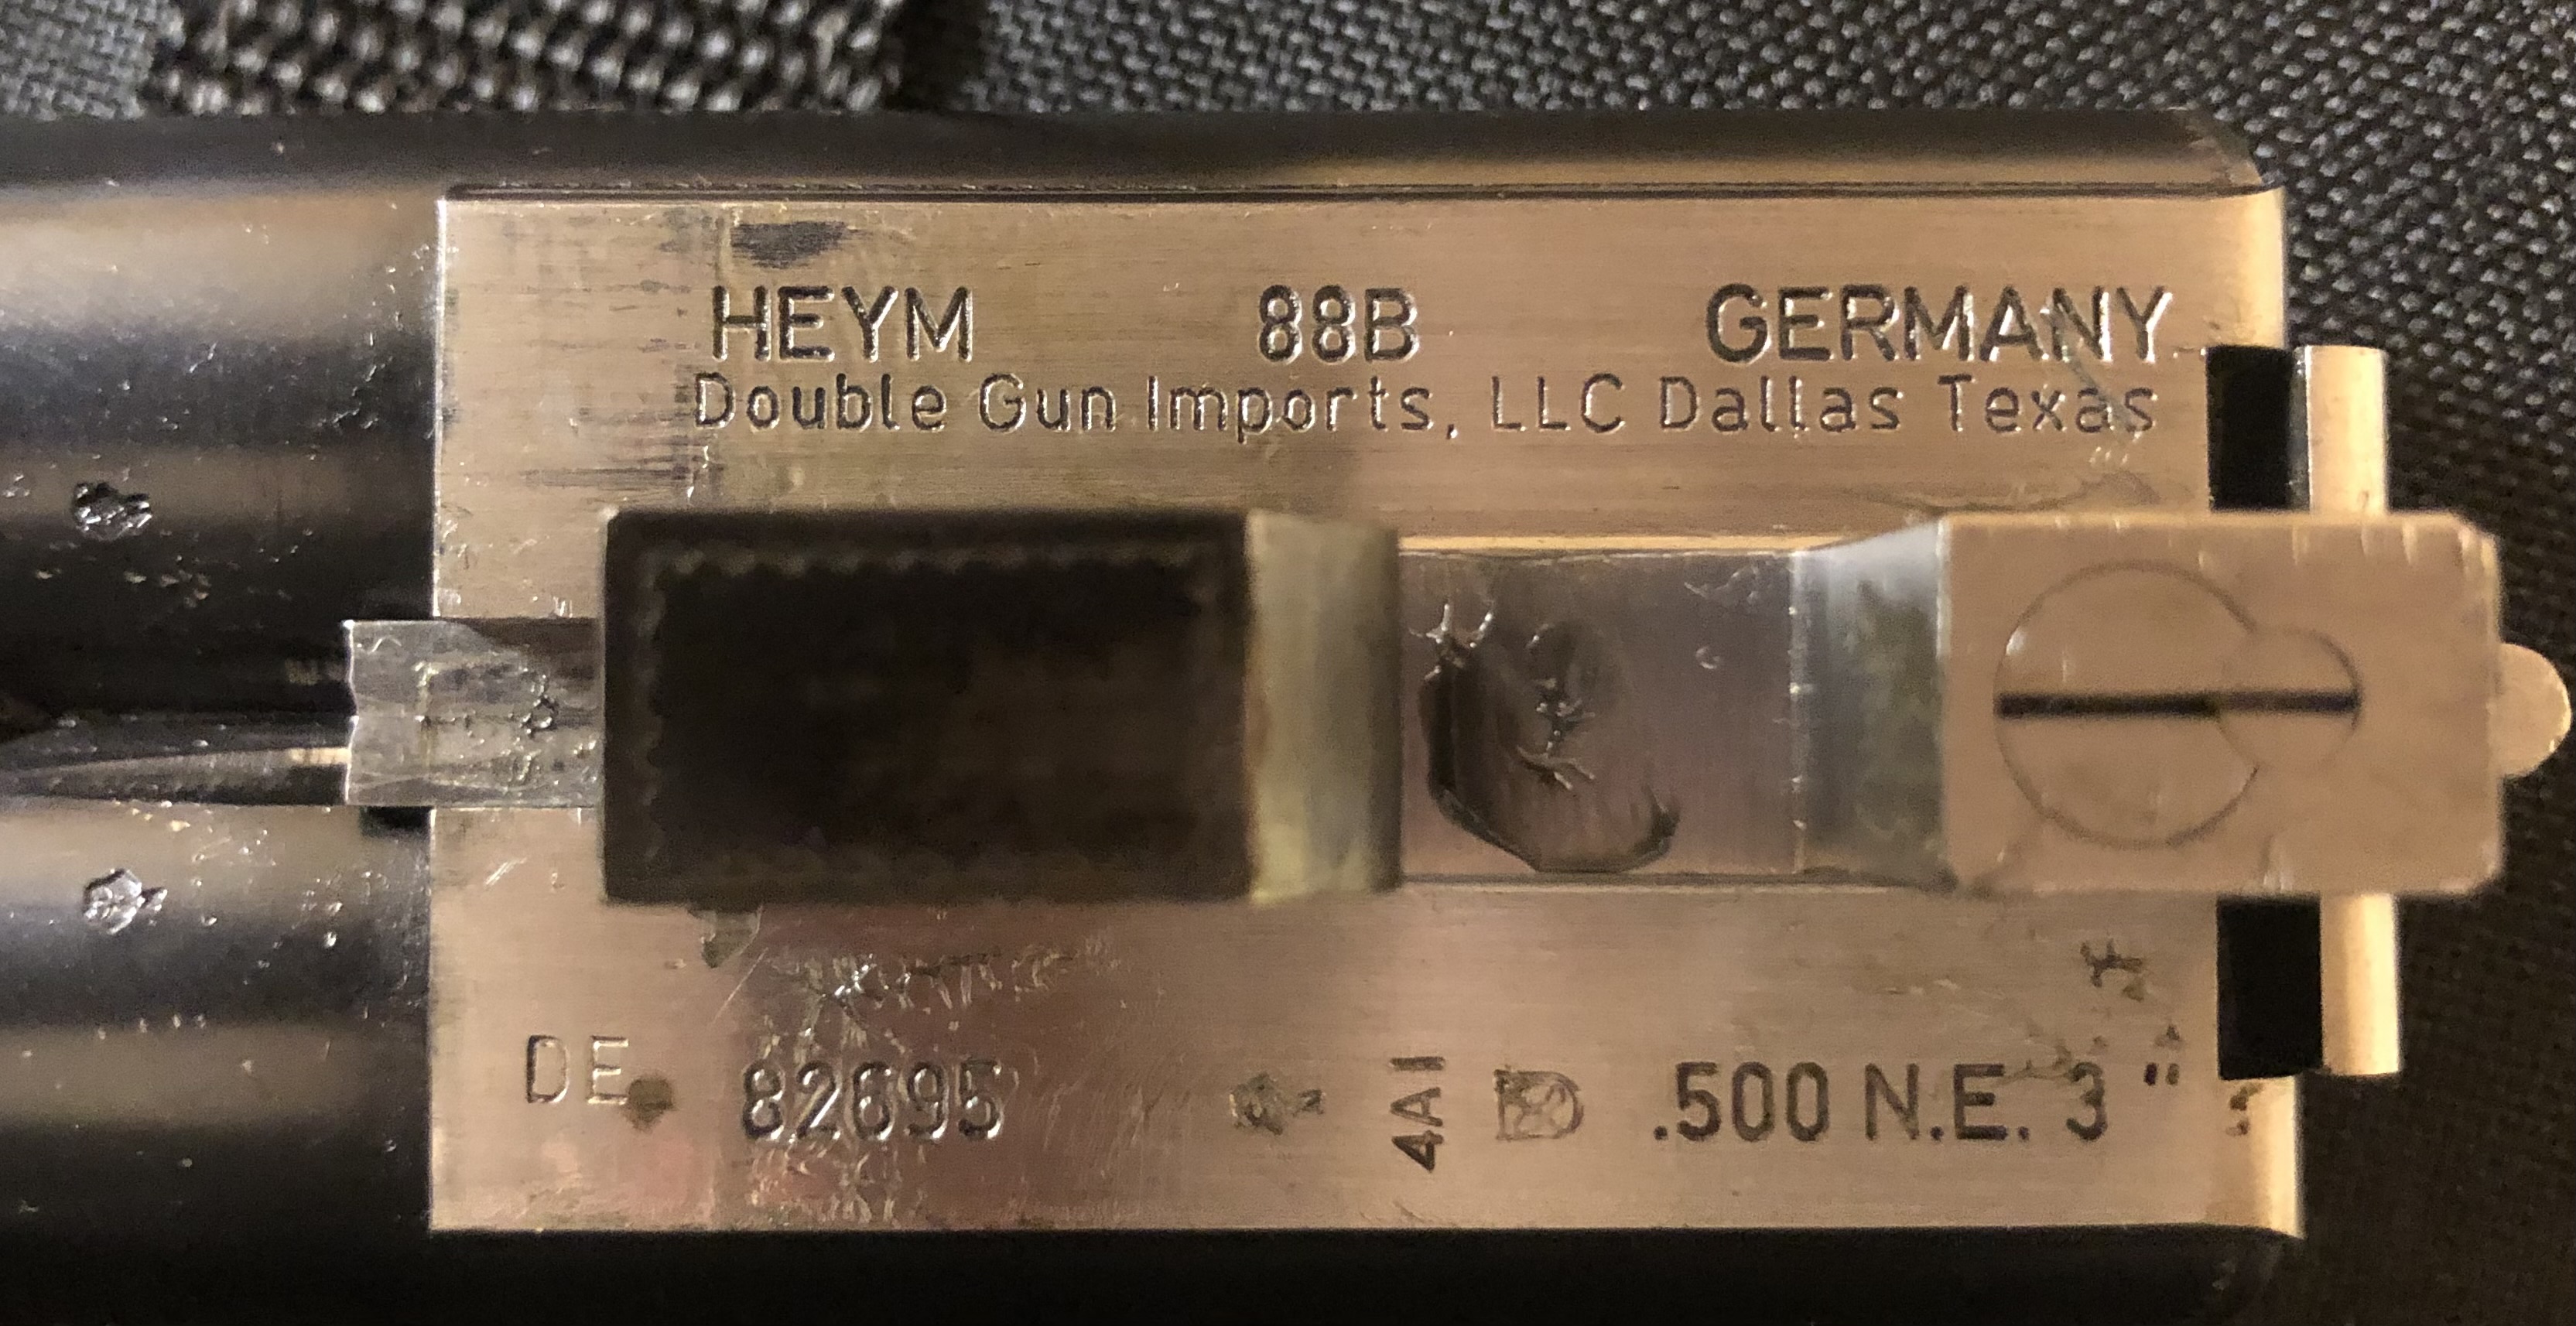 HEYM 88B GERMANY
Double Gun Imports, LLC Dallas Texas
DE 82695 4AI .500 N.E. 3 "